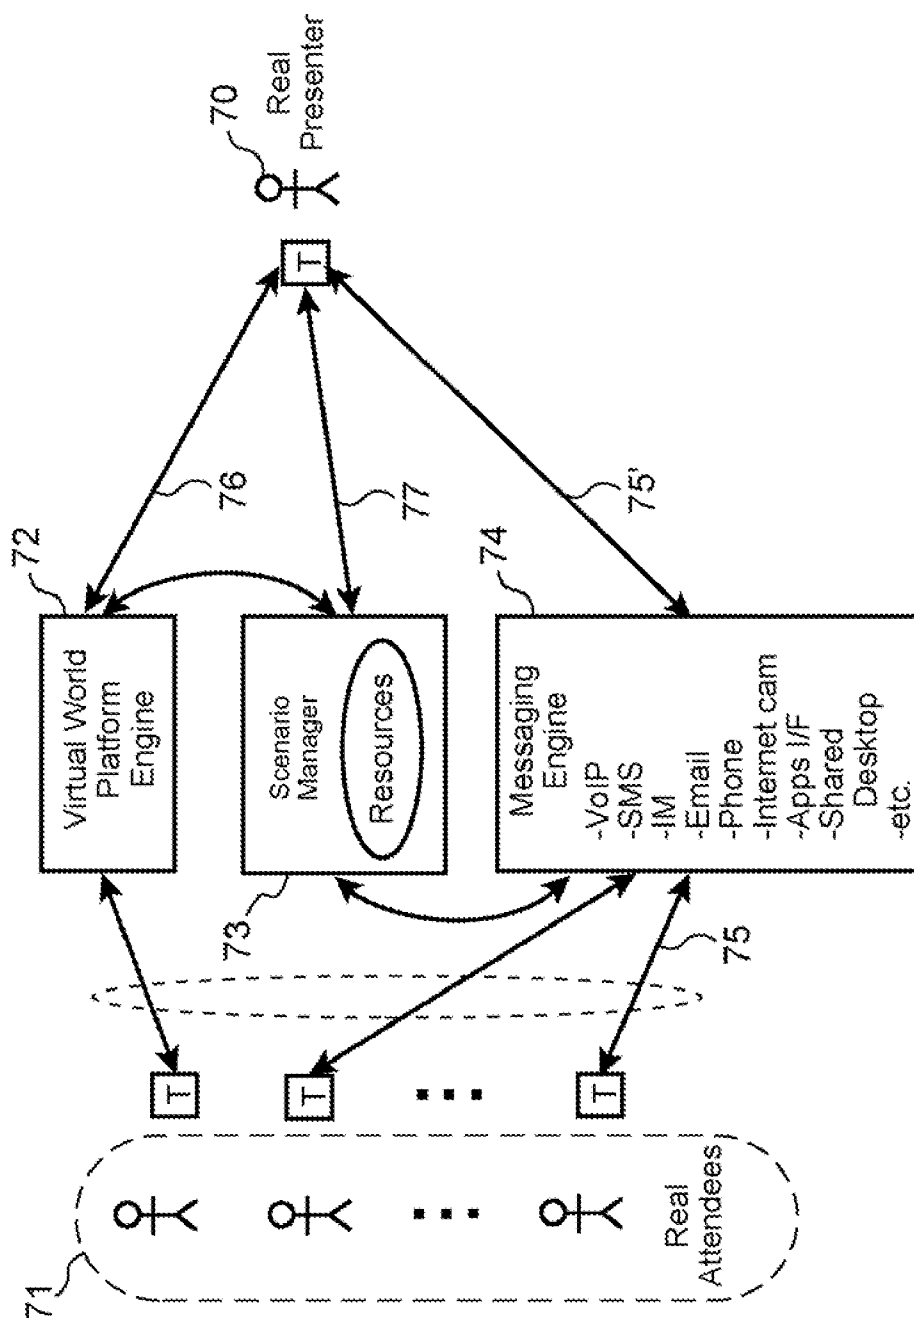 70
Real
Presenter
T
76
77
75'
72
Virtual World
Platform
Engine
73
Scenario
Manager
Resources
74
Messaging
Engine
-VoIP
-SMS
-IM
-Email
-Phone
-Internet cam
-Apps I/F
-Shared
Desktop
-etc.
75
T
T
T
71
Real
Attendees